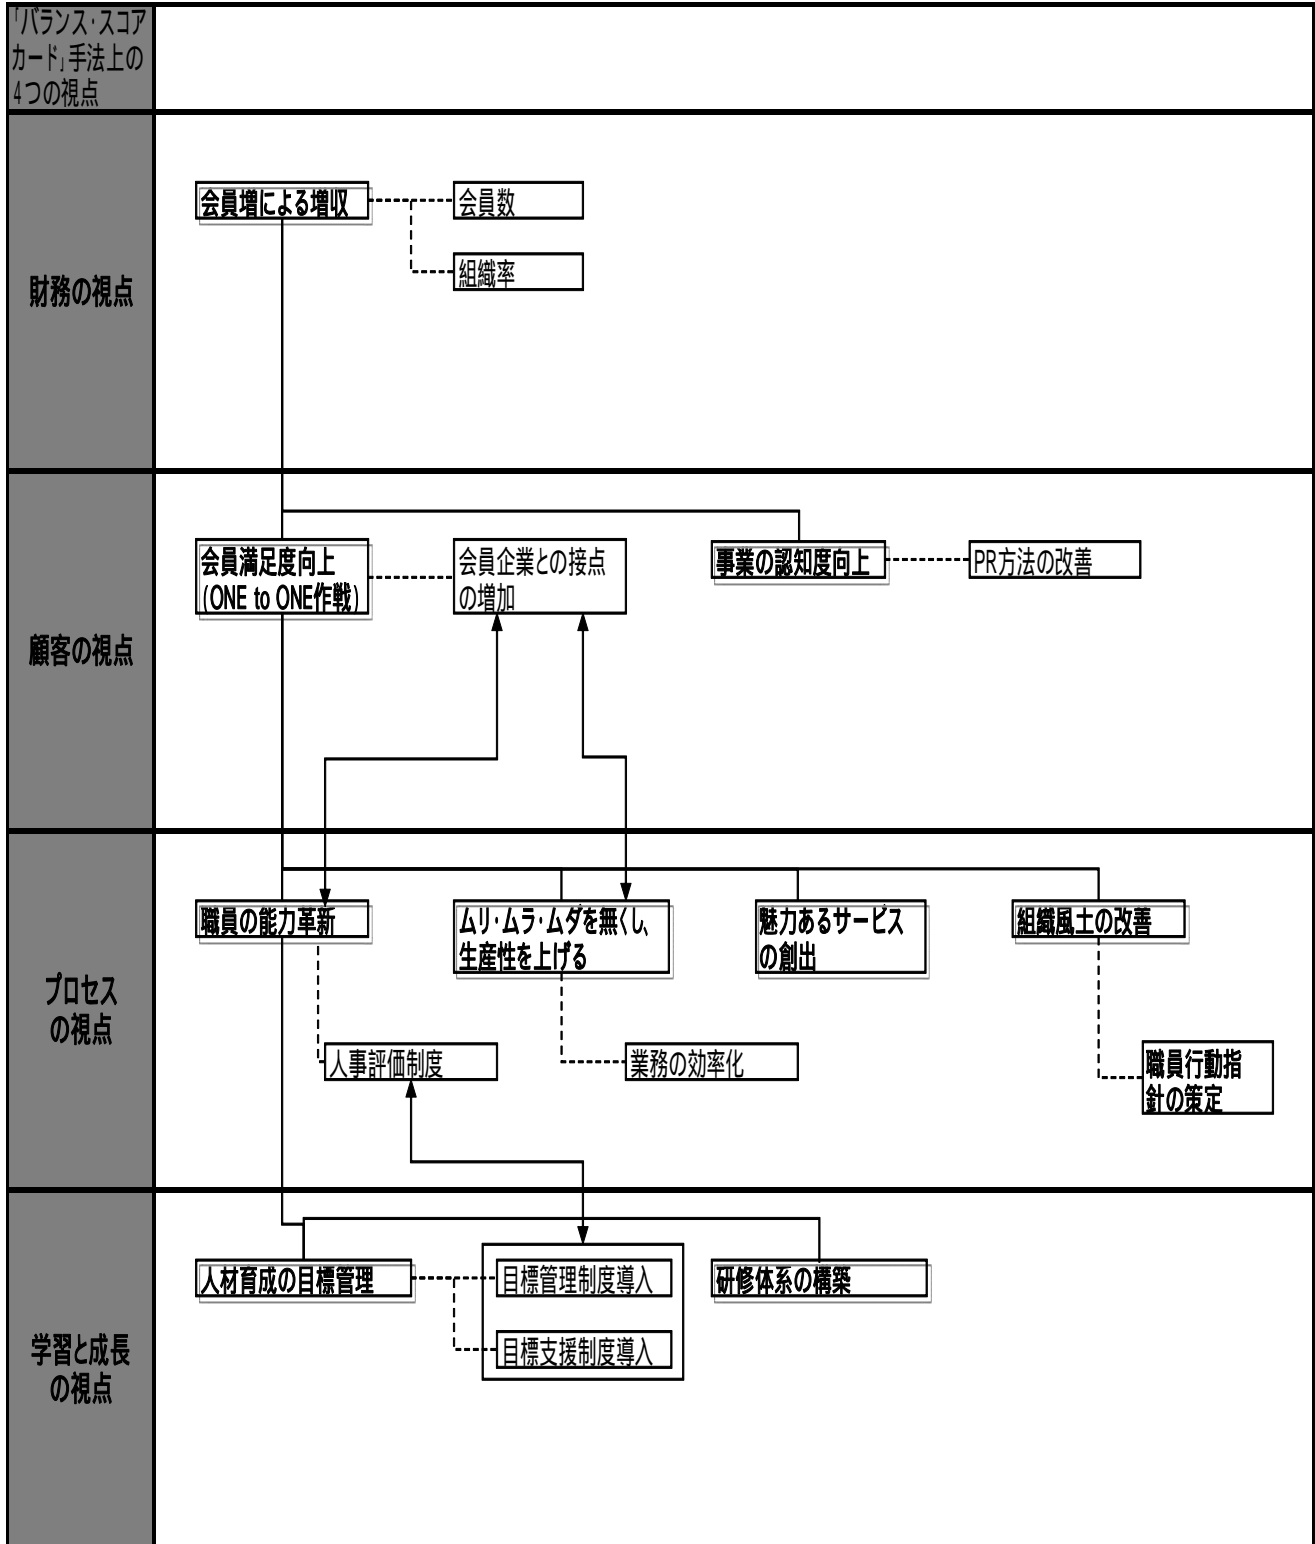 「バランス・スコア
カード」手法上の
4つの視点
財務の視点
会員増による増収
会員数
組織率
顧客の視点
会員満足度向上
(ONE to ONE作戦)
会員企業との接点
の増加
事業の認知度向上
PR方法の改善
プロセス
の視点
職員の能力革新
ムリ・ムラ・ムダを無くし、
生産性を上げる
魅力あるサービス
の創出
組織風土の改善
人事評価制度
業務の効率化
職員行動指
針の策定
学習と成長
の視点
人材育成の目標管理
目標管理制度導入
目標支援制度導入
研修体系の構築